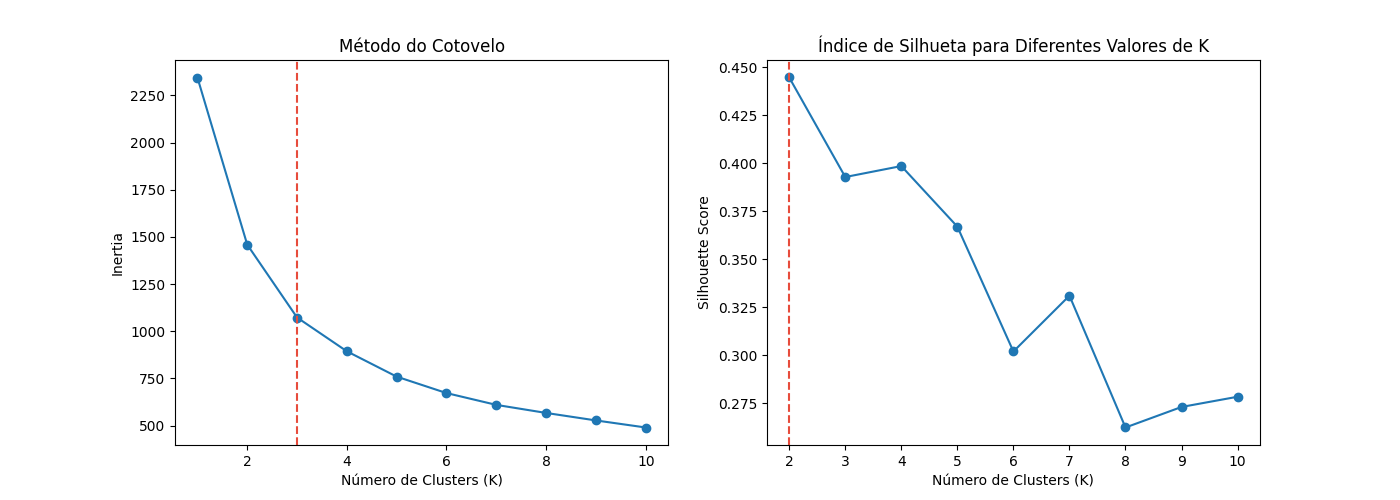 Método do Cotovelo
2250
2000
1750
1500
1250
1000
750
500
Inertia
2 4 6 8 10
Número de Clusters (K)
Índice de Silhueta para Diferentes Valores de K
0.450
0.425
0.400
0.375
0.350
0.325
0.300
0.275
Silhouette Score
2 3 4 5 6 7 8 9 10
Número de Clusters (K)